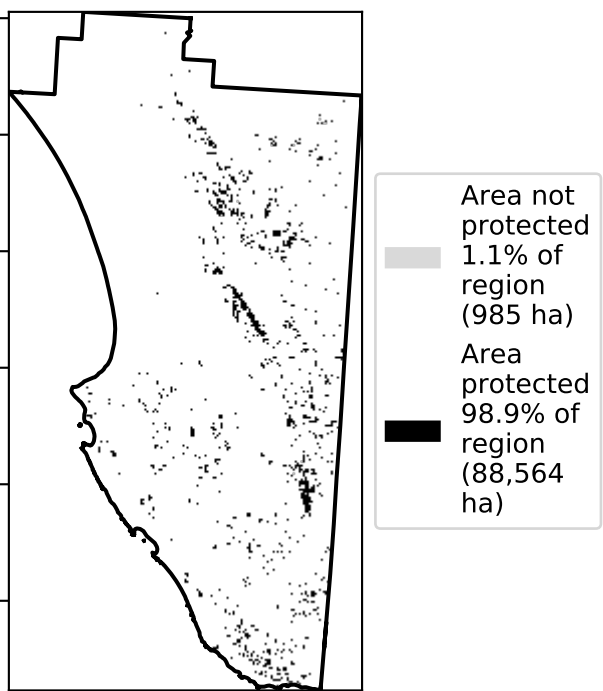 Area not
protected
1.1% of
region
(985 ha)
Area
protected
98.9% of
region
(88,564
ha)